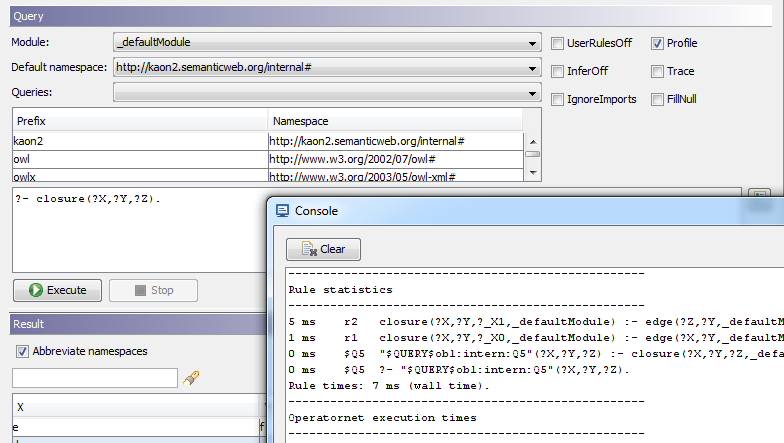 Query
Module: _defaultModule UserRulesOff Profile
Default namespace: http://kaon2.semanticweb.org/internal# InferOff Trace
Queries: IgnoreImports FillNull
Prefix Namespace
kaon2 http://kaon2.semanticweb.org/internal#
owl http://www.w3.org/2002/07/owl#
owlx http://www.w3.org/2003/05/owl-xml#
?- closure(?X,?Y,?Z).
Console
Clear
------------------------------------------------------
Rule statistics
------------------------------------------------------
5 ms r2 closure(?X,?Y,?_X1,_defaultModule) :- edge(?Z,?Y,_defaultM
1 ms r1 closure(?X,?Y,?_X0,_defaultModule) :- edge(?X,?Y,_defaultM
0 ms $Q5 "$QUERY$obl:intern:Q5"(?X,?Y,?Z) :- closure(?X,?Y,?Z,_defa
0 ms $Q5 ?- "$QUERY$obl:intern:Q5"(?X,?Y,?Z).
Rule times: 7 ms (wall time).
------------------------------------------------------
Operatornet execution times
------------------------------------------------------
Execute Stop
Result
Abbreviate namespaces
X
e f